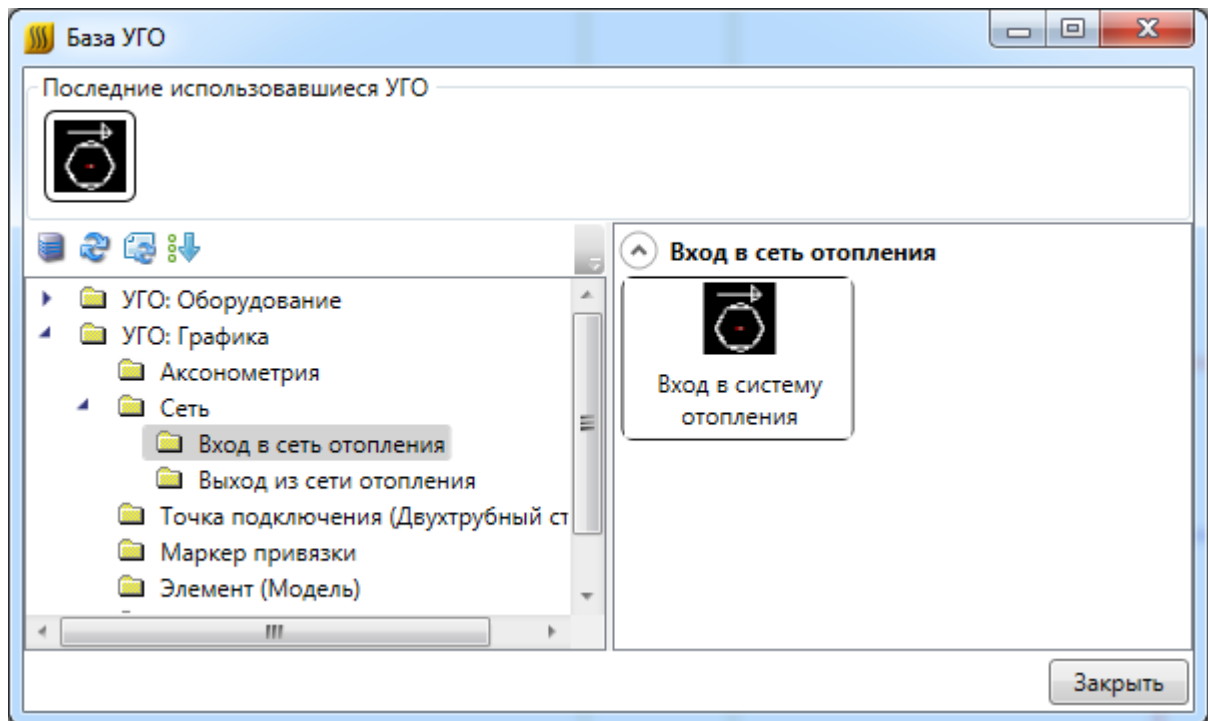 База УГО
Последние использовавшиеся УГО
УГО: Оборудование
УГО: Графика
Аксонометрия
Сеть
Вход в сеть отопления
Выход из сети отопления
Точка подключения (Двухтрубный ст
Маркер привязки
Элемент (Модель)
Вход в сеть отопления
Вход в систему
отопления
Закрыть